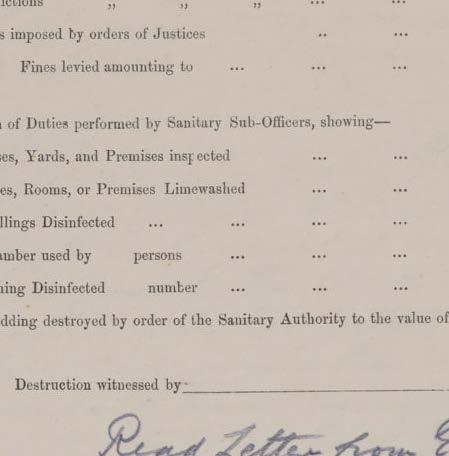 ictions ,, ,, ,, ... ...
s imposed by orders of Justices .. ...
Fines levied amounting to ... ... ...
n of Duties performed by Sanitary Sub-Officers, showing—
ses, Yards, and Premises inspected ... ...
es, Rooms, or Premises Limewashed ... ...
llings Disinfected ... ... ... ...
amber used by persons ... ... ...
hing Disinfected number ... ... ...
dding destroyed by order of the Sanitary Authority to the value of
Destruction witnessed by
Read Letter from